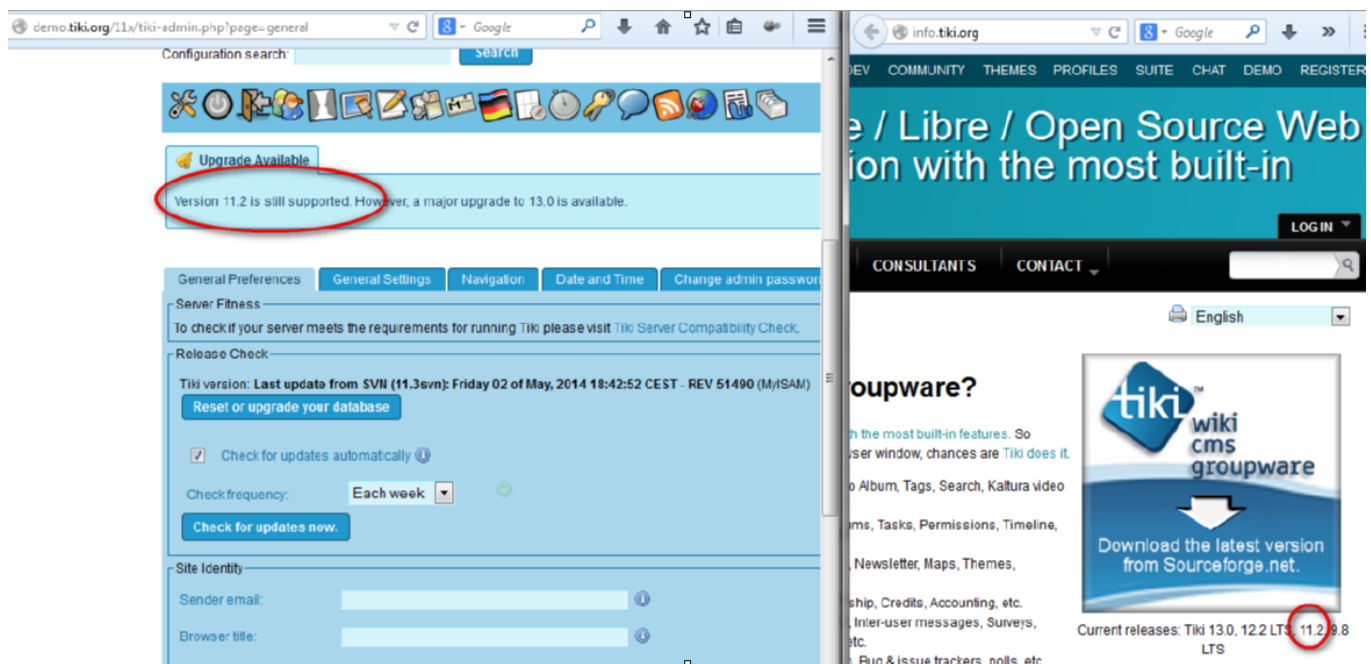 demo.tiki.org/11x/tiki-admin.php?page=general
Google
Configuration search:
Search
Upgrade Available
Version 11.2 is still supported. However, a major upgrade to 13.0 is available.
General Preferences
General Settings
Navigation
Date and Time
Change admin passwor
Server Fitness
To check if your server meets the requirements for running Tiki please visit Tiki Server Compatibility Check.
Release Check
Tiki version: Last update from SVN (11.3svn): Friday 02 of May, 2014 18:42:52 CEST - REV 51490 (MyISAM)
Reset or upgrade your database
Check for updates automatically
Check frequency:
Each week
Check for updates now.
Site Identity
Sender email:
Browser title:
info.tiki.org
Google
DEV COMMUNITY THEMES PROFILES SUITE CHAT DEMO REGISTER
e / Libre / Open Source Web
ion with the most built-in
LOG IN
CONSULTANTS
CONTACT
English
oupware?
h the most built-in features. So
ser window, chances are Tiki does it.
o Album, Tags, Search, Kaltura video
ms, Tasks, Permissions, Timeline,
, Newsletter, Maps, Themes,
ship, Credits, Accounting, etc.
Inter-user messages, Surveys,
etc.
, Bug & issue trackers, polls, etc
tiki™
wiki
cms
groupware
Download the latest version
from Sourceforge.net.
Current releases: Tiki 13.0, 12.2 LTS, 11.2, 9.8
LTS